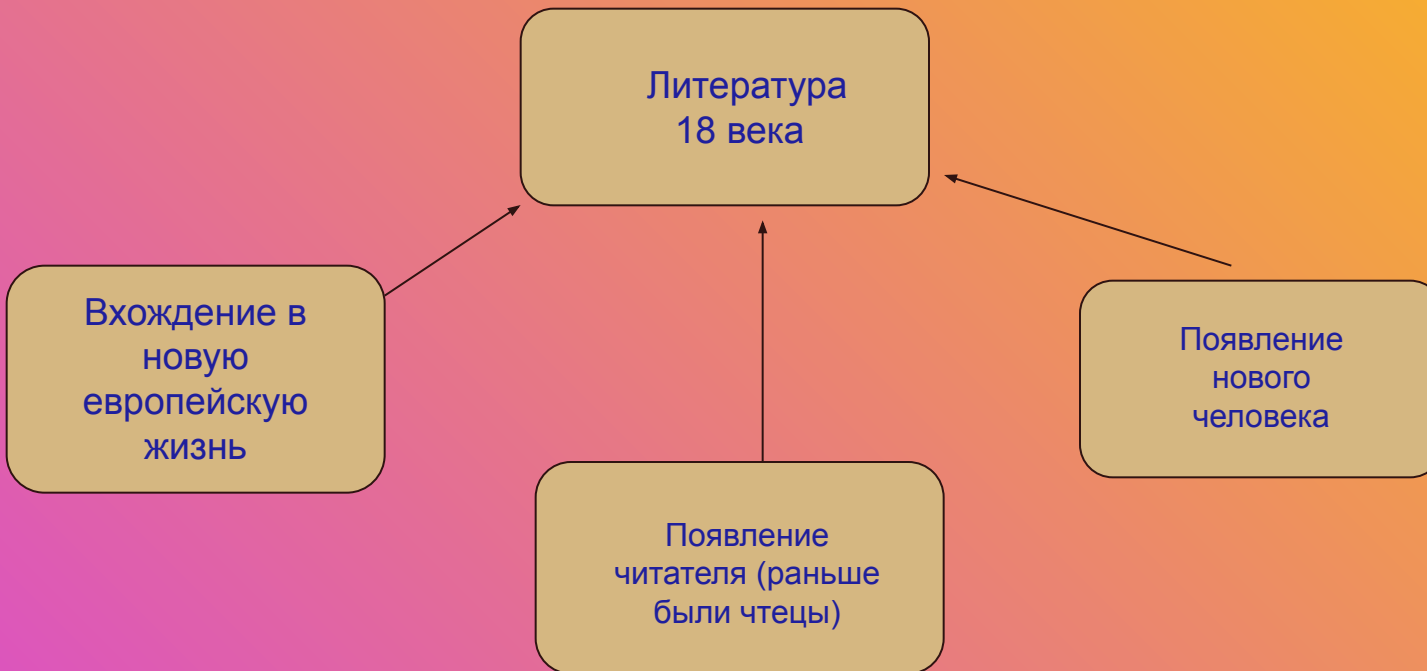 Литература
18 века
Вхождение в
новую
европейскую
жизнь
Появление
читателя (раньше
были чтецы)
Появление
нового
человека